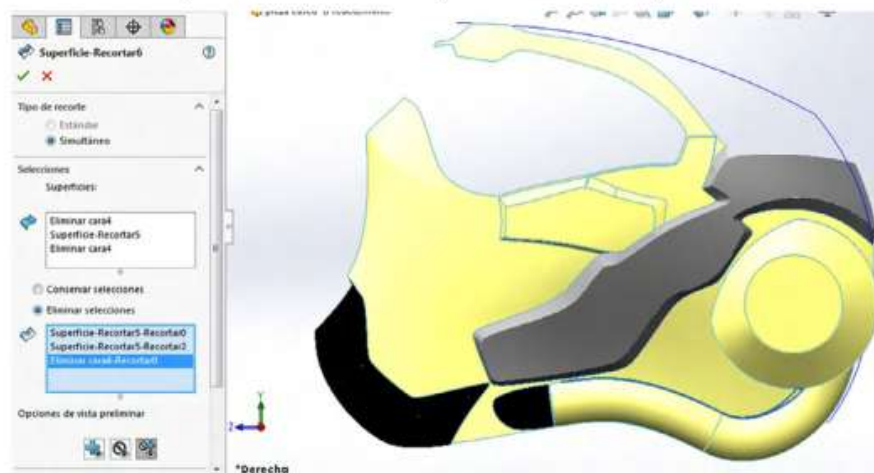 Superficie-Recortar6
Tipo de recorte
Estándar
Simultáneo
Selecciones
Superficies:
Eliminar cara4
Superficie-Recortar5
Eliminar cara4
Conservar selecciones
Eliminar selecciones
Superficie-Recortar5-Recortar0
Superficie-Recortar5-Recortar2
Eliminar cara4-Recortar0
Opciones de vista preliminar
Y
Z
*Derecha